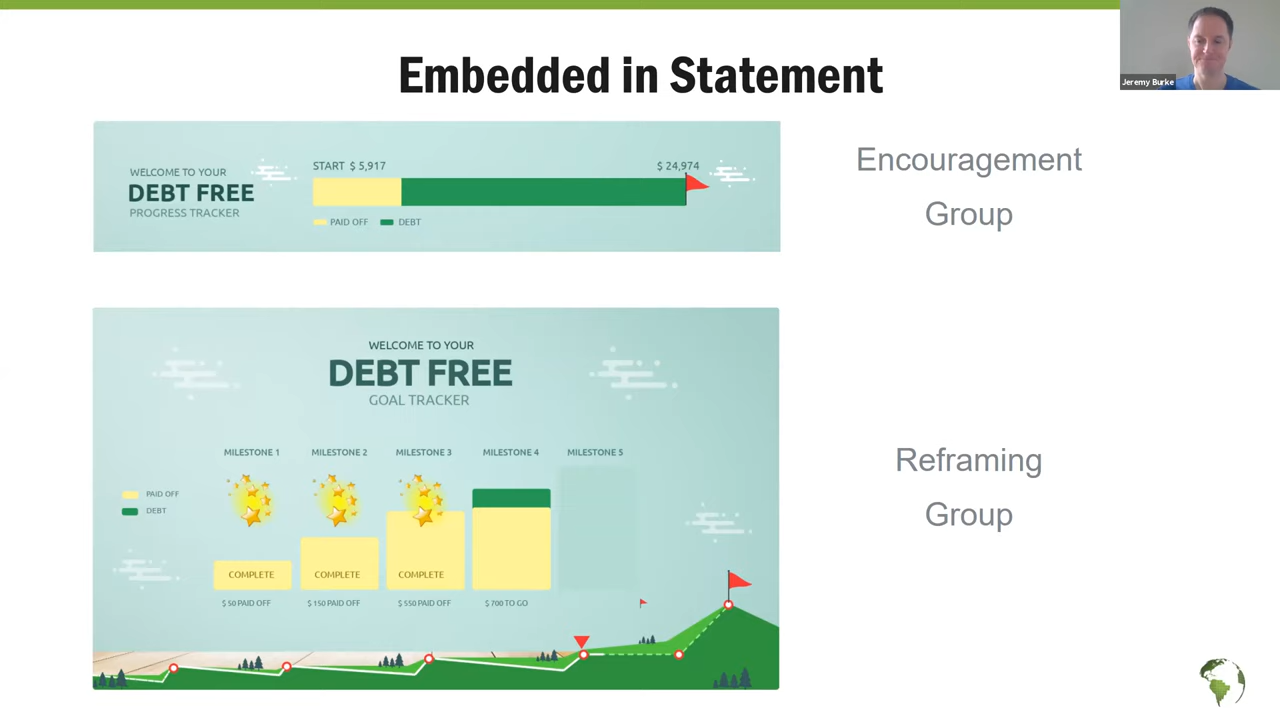 Embedded in Statement
Jeremy Burke
WELCOME TO YOUR
DEBT FREE
PROGRESS TRACKER
START $ 5,917
$ 24,974
PAID OFF
DEBT
Encouragement
Group
WELCOME TO YOUR
DEBT FREE
GOAL TRACKER
MILESTONE 1
MILESTONE 2
MILESTONE 3
MILESTONE 4
MILESTONE 5
PAID OFF
DEBT
COMPLETE
COMPLETE
COMPLETE
$ 50 PAID OFF
$ 150 PAID OFF
$ 550 PAID OFF
$ 700 TO GO
Reframing
Group